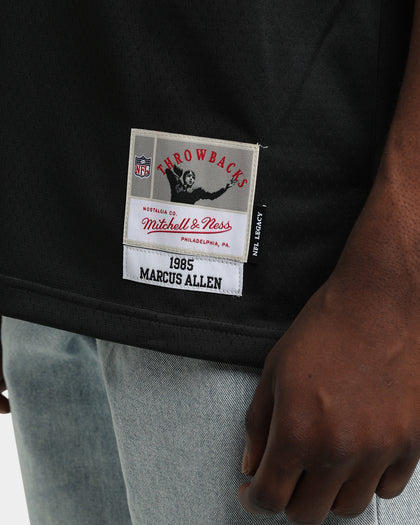 THROWBACKS
NFL
NOSTALGIA CO.
Mitchell & Ness
PHILADELPHIA, PA.
NFL LEGACY
1985
MARCUS ALLEN